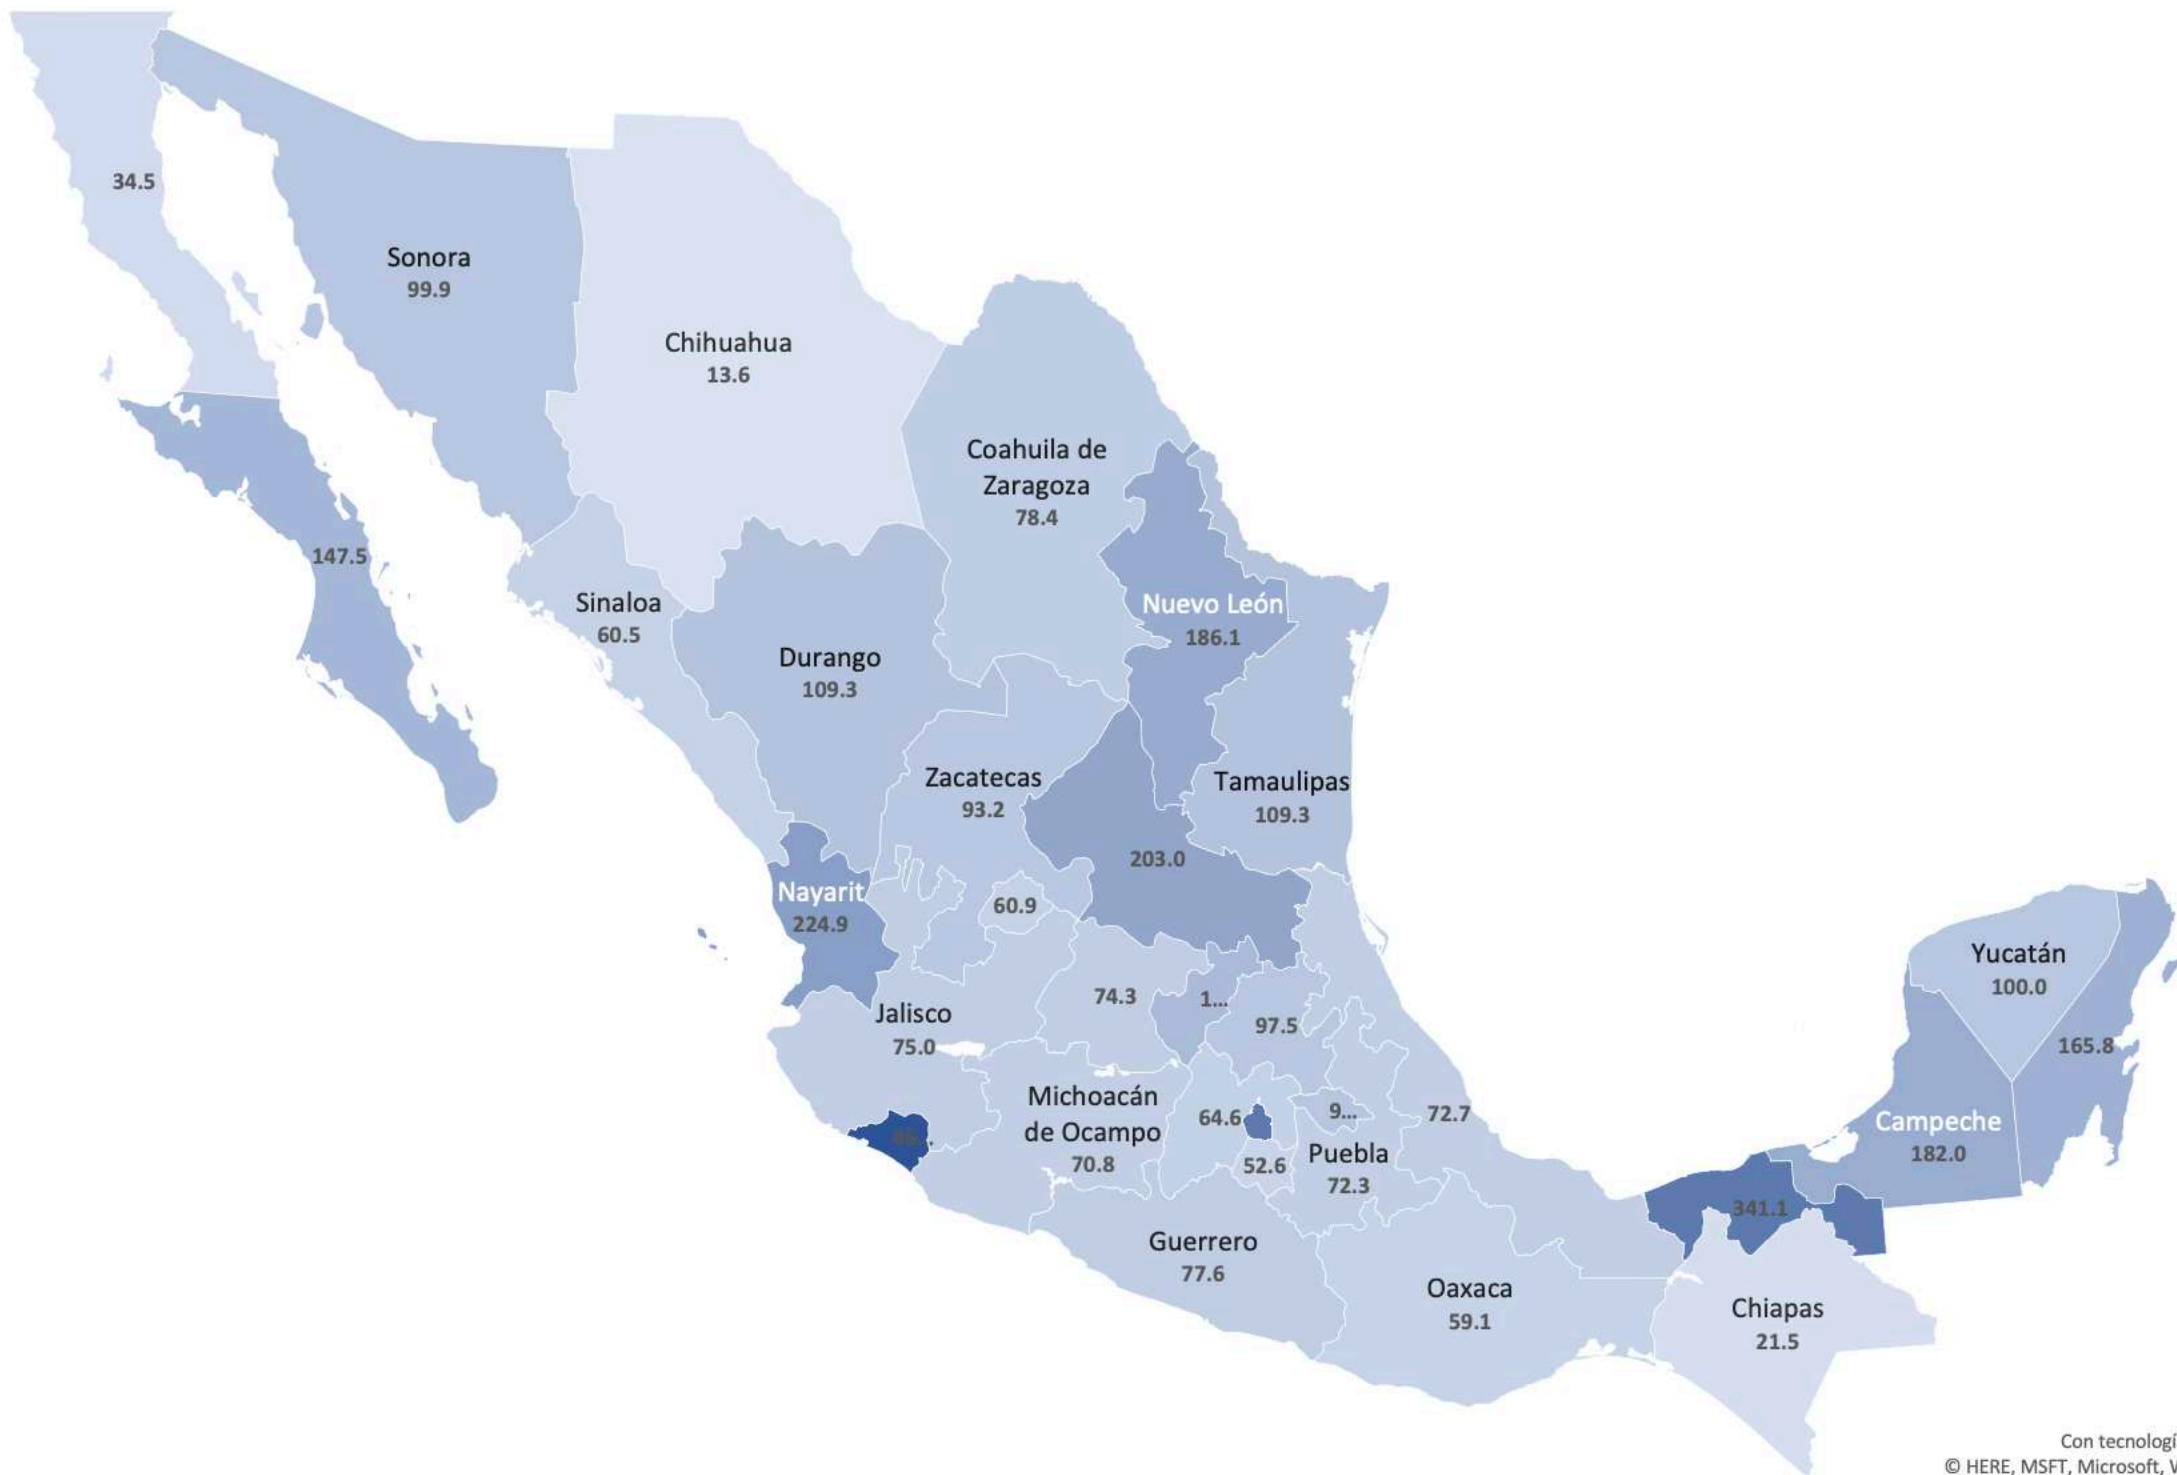 34.5
Sonora
99.9
Chihuahua
13.6
Coahuila de
Zaragoza
78.4
147.5
Sinaloa
60.5
Nuevo León
186.1
Durango
109.3
Zacatecas
93.2
Tamaulipas
109.3
203.0
Nayarit
224.9
60.9
Yucatán
100.0
74.3
1...
97.5
Jalisco
75.0
165.8
Michoacán
de Ocampo
70.8
64.6
9...
72.7
Campeche
182.0
52.6
Puebla
72.3
341.1
Guerrero
77.6
Oaxaca
59.1
Chiapas
21.5
Con tecnologí
© HERE, MSFT, Microsoft,